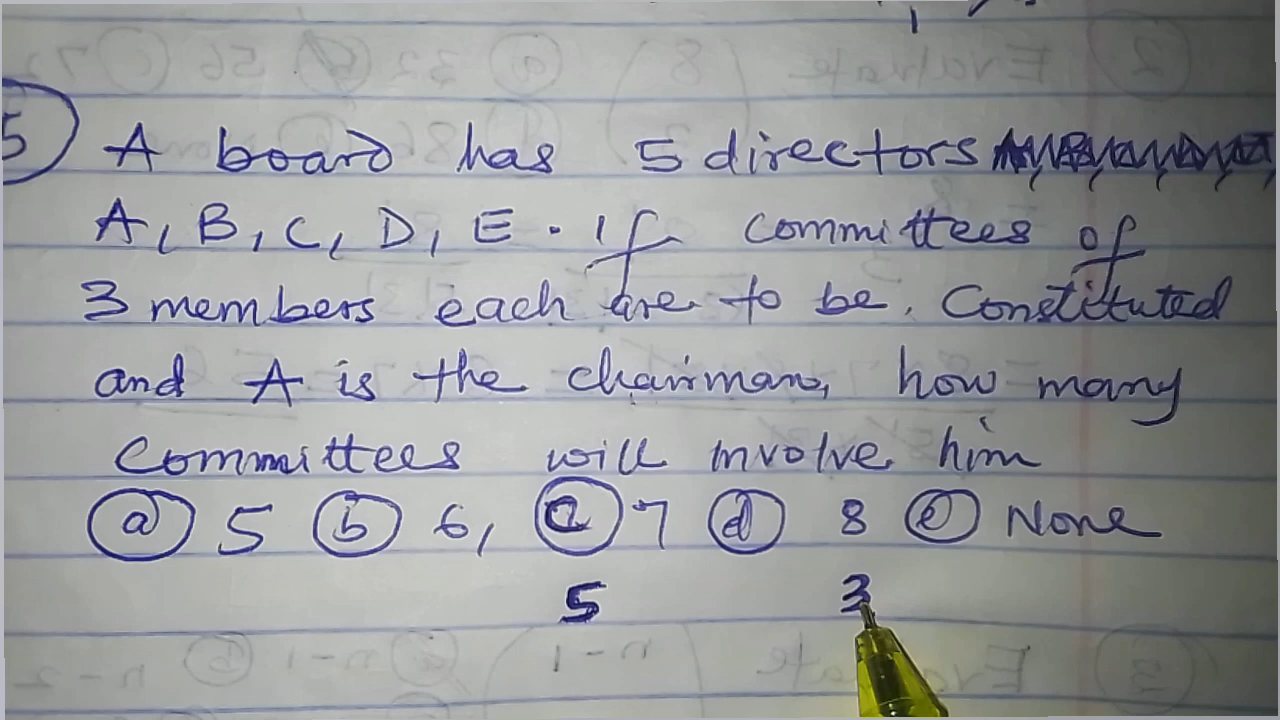 5 A board has 5 directors
A, B, C, D, E. If committees of
3 members each are to be. Constituted
and A is the chairman, how many
Committees will involve him
(a) 5 (b) 6, (c) 7 (d) 8 (e) None
5 3